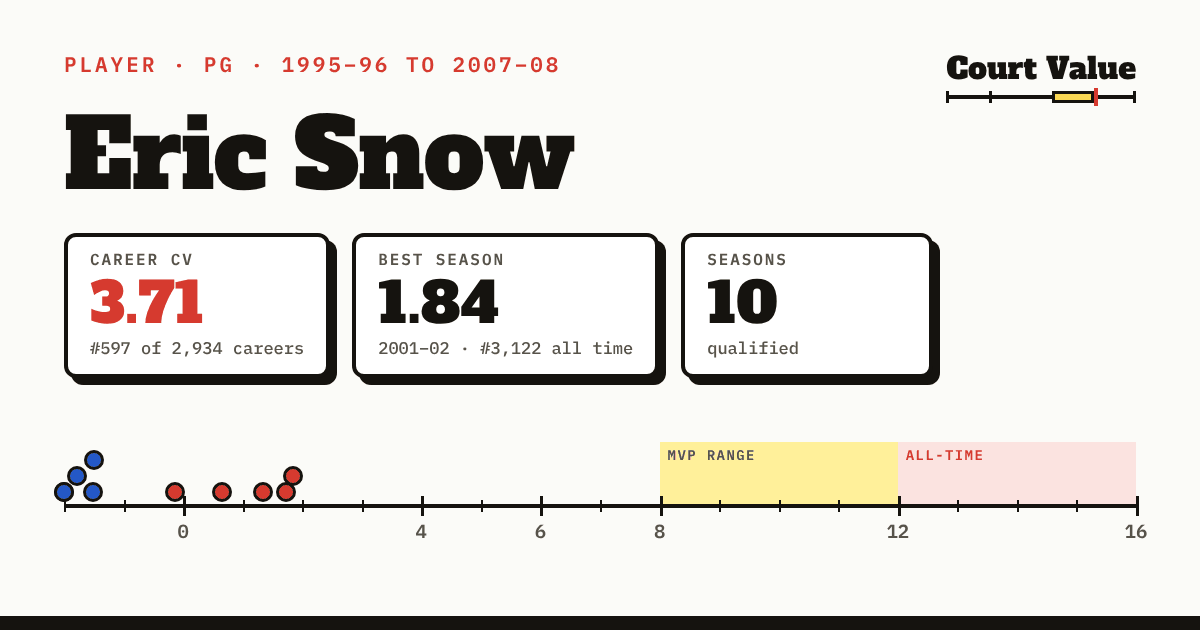 PLAYER · PG · 1995–96 TO 2007–08
Court Value
Eric Snow
CAREER CV
3.71
#597 of 2,934 careers
BEST SEASON
1.84
2001–02 · #3,122 all time
SEASONS
10
qualified
MVP RANGE
ALL-TIME
0 4 6 8 12 16